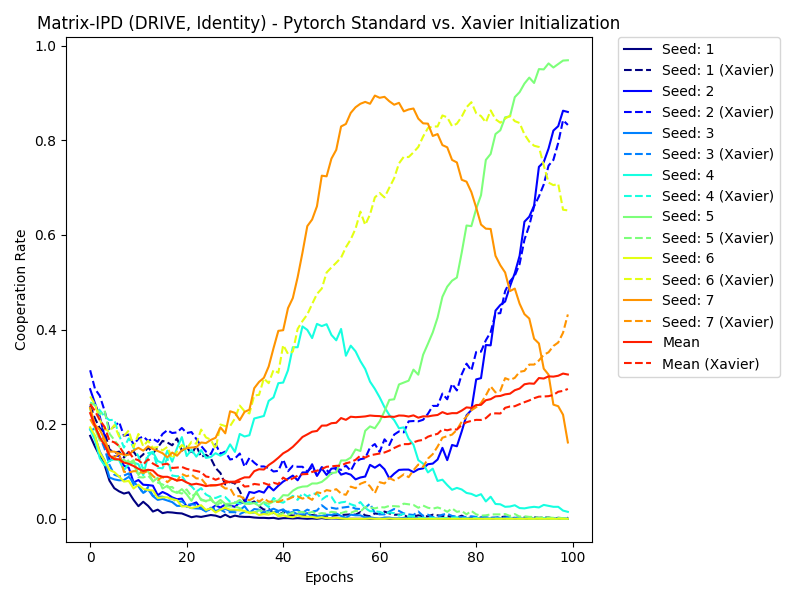 Matrix-IPD (DRIVE, Identity) - Pytorch Standard vs. Xavier Initialization
1.0
0.8
0.6
0.4
0.2
0.0
Cooperation Rate
0
20
40
60
80
100
Epochs
Seed: 1
Seed: 1 (Xavier)
Seed: 2
Seed: 2 (Xavier)
Seed: 3
Seed: 3 (Xavier)
Seed: 4
Seed: 4 (Xavier)
Seed: 5
Seed: 5 (Xavier)
Seed: 6
Seed: 6 (Xavier)
Seed: 7
Seed: 7 (Xavier)
Mean
Mean (Xavier)